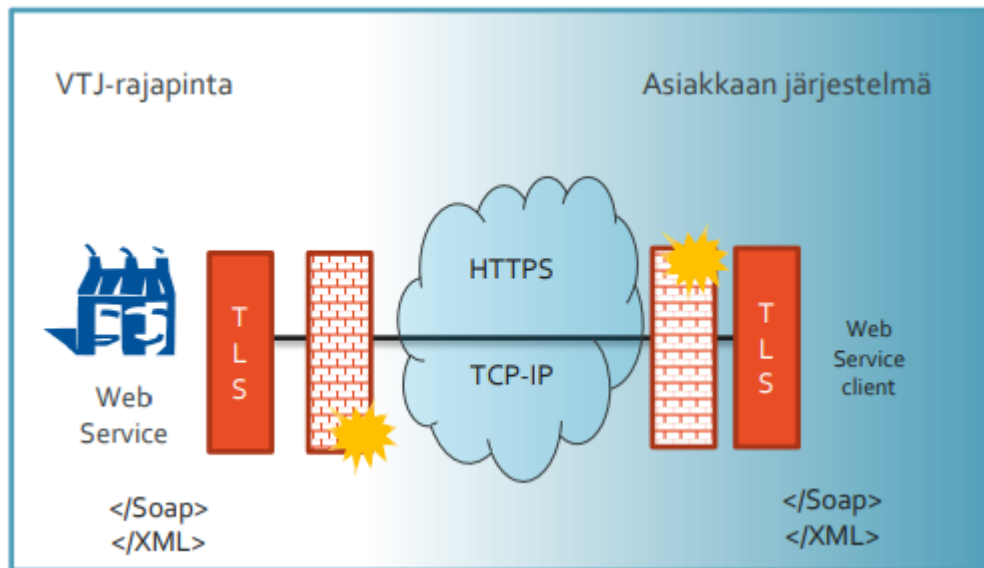 VTJ-rajapinta
Asiakkaan järjestelmä
HTTPS
TCP-IP
T
L
S
T
L
S
Web
Service
Web
Service
client
</Soap>
</XML>
</Soap>
</XML>